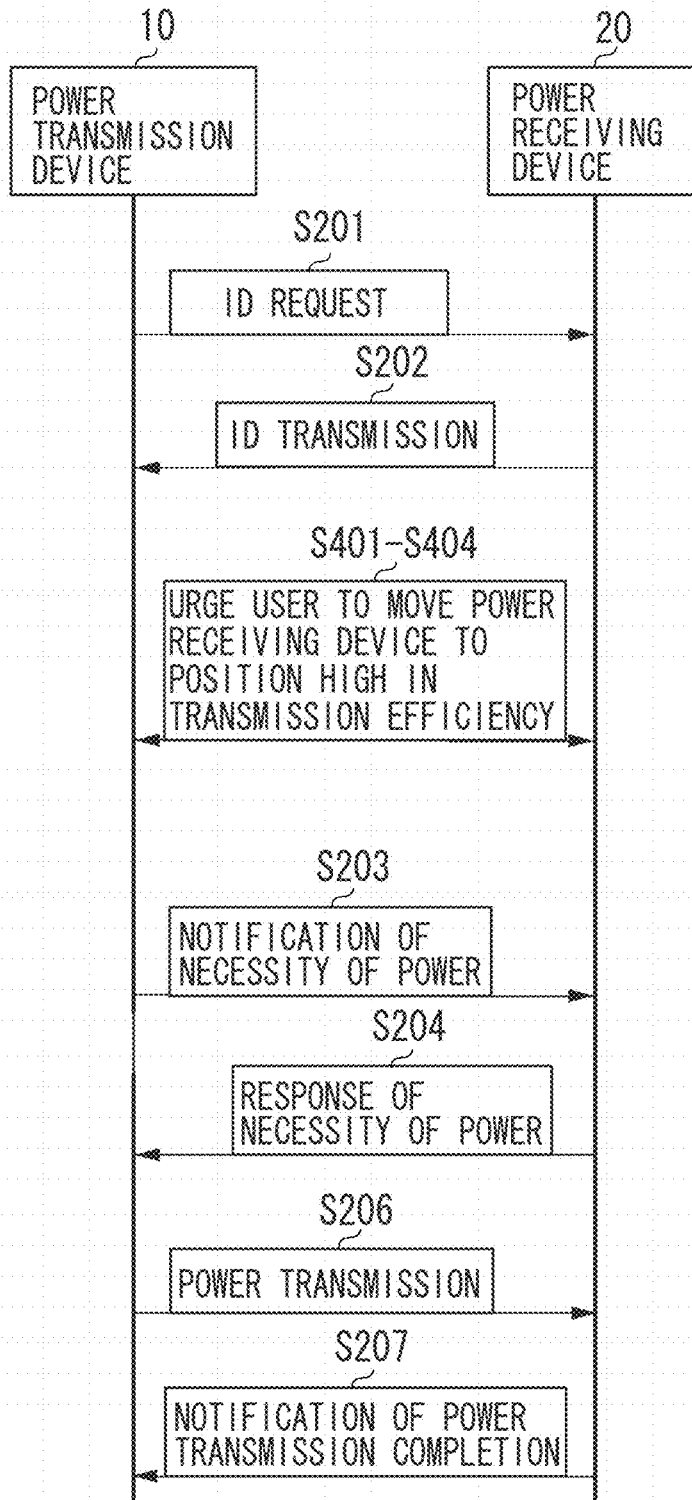 10
20
POWER
TRANSMISSION
DEVICE
POWER
RECEIVING
DEVICE
S201
ID REQUEST
S202
ID TRANSMISSION
S401-S404
URGE USER TO MOVE POWER
RECEIVING DEVICE TO
POSITION HIGH IN
TRANSMISSION EFFICIENCY
S203
NOTIFICATION OF
NECESSITY OF POWER
S204
RESPONSE OF
NECESSITY OF POWER
S206
POWER TRANSMISSION
S207
NOTIFICATION OF POWER
TRANSMISSION COMPLETION